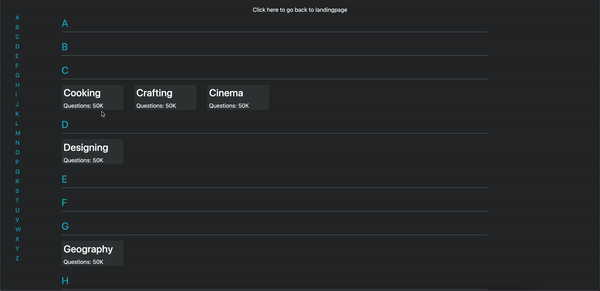 Click here to go back to landingpage
A
B
C
D
E
F
G
H
I
J
K
L
M
N
O
P
Q
R
S
T
U
V
W
X
Y
Z
A
B
C
Cooking
Questions: 50K
Crafting
Questions: 50K
Cinema
Questions: 50K
D
Designing
Questions: 50K
E
F
G
Geography
Questions: 50K
H